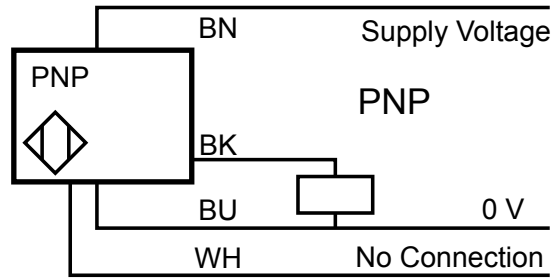 BN Supply Voltage
PNP
PNP
BK
BU 0 V
WH No Connection